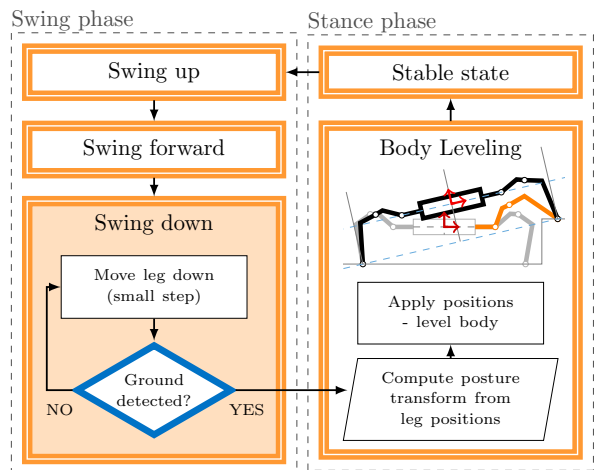 Swing phase
Swing up
Swing forward
Swing down
Move leg down
(small step)
Ground
detected?
NO
YES
Stance phase
Stable state
Body Leveling
Apply positions
- level body
Compute posture
transform from
leg positions